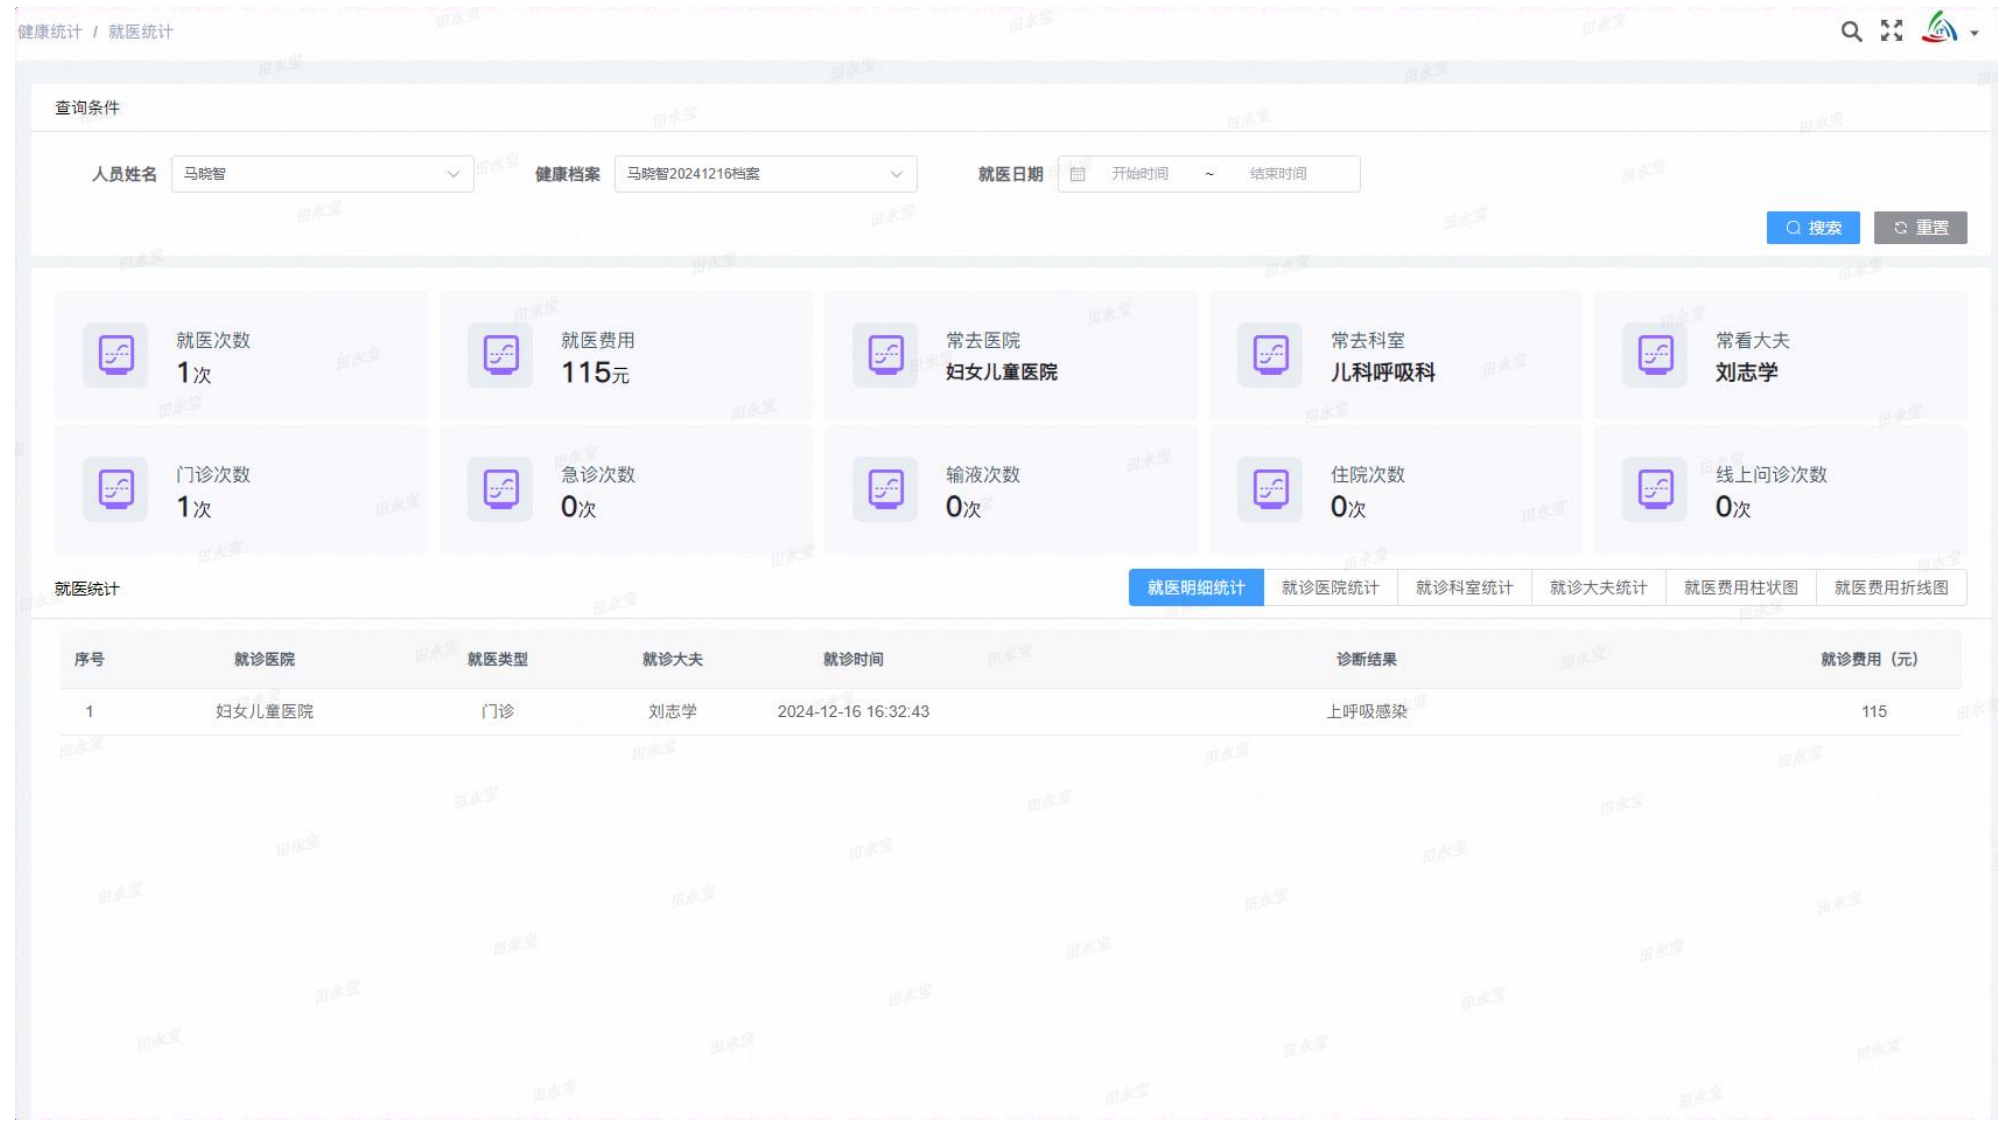 健康统计 / 就医统计
查询条件
人员姓名 马晓智 健康档案 马晓智20241216档案 就医日期 开始时间 ~ 结束时间
搜索 重置
就医次数 就医费用 常去医院 常去科室 常看大夫
1次 115元 妇女儿童医院 儿科呼吸科 刘志学
门诊次数 急诊次数 输液次数 住院次数 线上问诊次数
1次 0次 0次 0次 0次
就医统计 就医明细统计 就诊医院统计 就诊科室统计 就诊大夫统计 就医费用柱状图 就医费用折线图
序号 就诊医院 就医类型 就诊大夫 就诊时间 诊断结果 就诊费用（元）
1 妇女儿童医院 门诊 刘志学 2024-12-16 16:32:43 上呼吸感染 115
田永宝